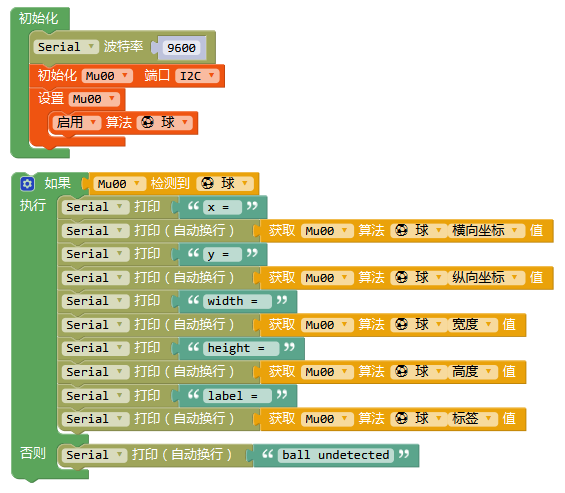 初始化
Serial 波特率 9600
初始化 Mu00 端口 I2C
设置 Mu00
启用 算法 球
如果 Mu00 检测到 球
执行 Serial 打印 “ x = ”
Serial 打印（自动换行） 获取 Mu00 算法 球 横向坐标 值
Serial 打印 “ y = ”
Serial 打印（自动换行） 获取 Mu00 算法 球 纵向坐标 值
Serial 打印 “ width = ”
Serial 打印（自动换行） 获取 Mu00 算法 球 宽度 值
Serial 打印 “ height = ”
Serial 打印（自动换行） 获取 Mu00 算法 球 高度 值
Serial 打印 “ label = ”
Serial 打印（自动换行） 获取 Mu00 算法 球 标签 值
否则 Serial 打印（自动换行） “ ball undetected ”